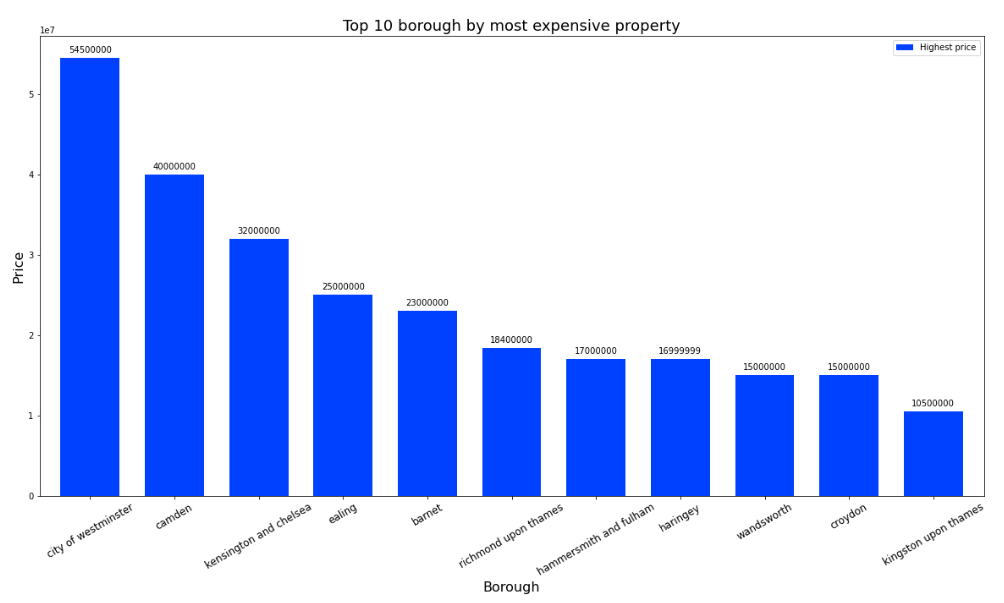 Top 10 borough by most expensive property
1e7
Highest price
54500000
40000000
32000000
25000000
23000000
18400000
17000000
16999999
15000000
15000000
10500000
5
4
3
2
1
0
Price
city of westminster
camden
kensington and chelsea
ealing
barnet
richmond upon thames
hammersmith and fulham
haringey
wandsworth
croydon
kingston upon thames
Borough